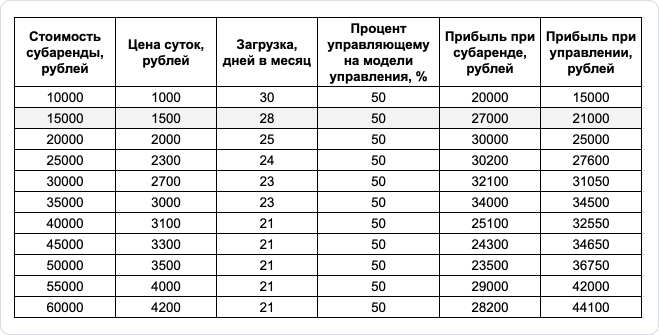 Стоимость субаренды, рублей | Цена суток, рублей | Загрузка, дней в месяц | Процент управляющему на модели управления, % | Прибыль при субаренде, рублей | Прибыль при управлении, рублей
10000 | 1000 | 30 | 50 | 20000 | 15000
15000 | 1500 | 28 | 50 | 27000 | 21000
20000 | 2000 | 25 | 50 | 30000 | 25000
25000 | 2300 | 24 | 50 | 30200 | 27600
30000 | 2700 | 23 | 50 | 32100 | 31050
35000 | 3000 | 23 | 50 | 34000 | 34500
40000 | 3100 | 21 | 50 | 25100 | 32550
45000 | 3300 | 21 | 50 | 24300 | 34650
50000 | 3500 | 21 | 50 | 23500 | 36750
55000 | 4000 | 21 | 50 | 29000 | 42000
60000 | 4200 | 21 | 50 | 28200 | 44100